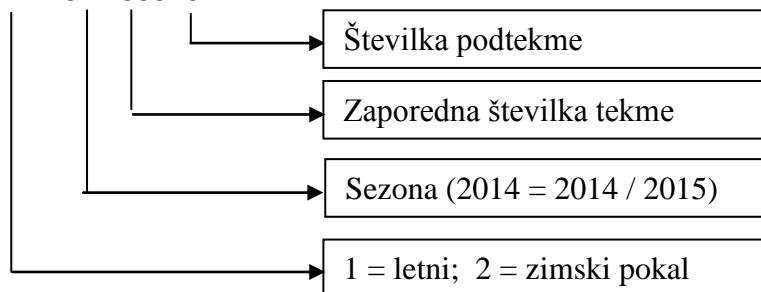 Številka podtekme
Zaporedna številka tekme
Sezona (2014 = 2014 / 2015)
1 = letni; 2 = zimski pokal